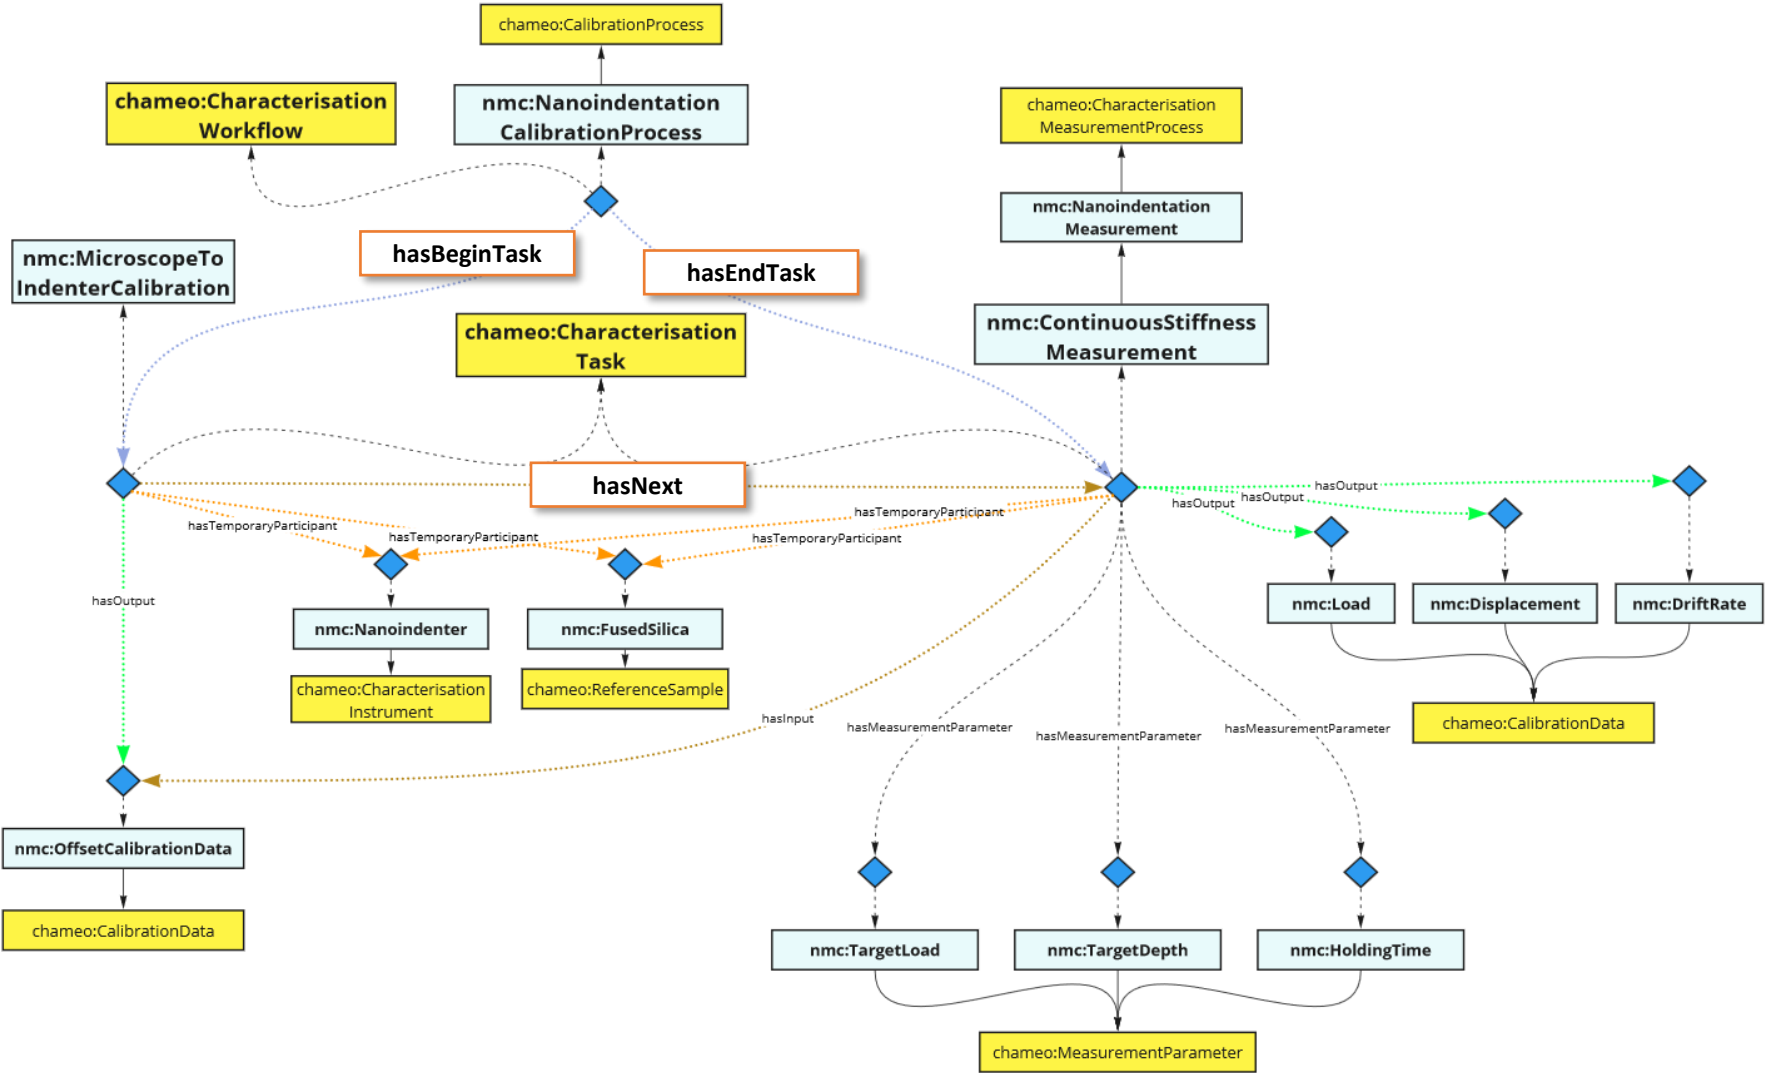 chameo:CalibrationProcess
chameo:Characterisation
Workflow
nmc:Nanoindentation
CalibrationProcess
chameo:Characterisation
MeasurementProcess
nmc:Nanoindentation
Measurement
nmc:MicroscopeTo
IndenterCalibration
hasBeginTask
hasEndTask
chameo:Characterisation
Task
nmc:ContinuousStiffness
Measurement
hasNext
hasOutput
hasOutput
hasOutput
hasTemporaryParticipant
hasTemporaryParticipant
hasTemporaryParticipant
hasTemporaryParticipant
hasOutput
nmc:Nanoindenter
nmc:FusedSilica
nmc:Load
nmc:Displacement
nmc:DriftRate
chameo:Characterisation
Instrument
chameo:ReferenceSample
hasInput
hasMeasurementParameter
hasMeasurementParameter
hasMeasurementParameter
chameo:CalibrationData
nmc:OffsetCalibrationData
chameo:CalibrationData
nmc:TargetLoad
nmc:TargetDepth
nmc:HoldingTime
chameo:MeasurementParameter